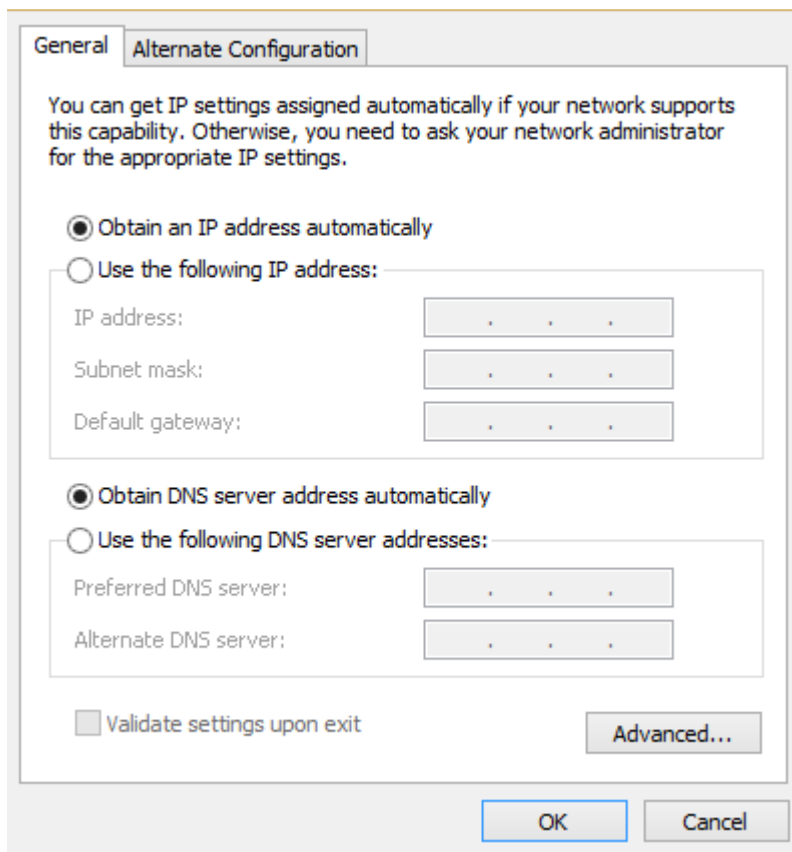 General
Alternate Configuration
You can get IP settings assigned automatically if your network supports
this capability. Otherwise, you need to ask your network administrator
for the appropriate IP settings.
Obtain an IP address automatically
Use the following IP address:
IP address:
Subnet mask:
Default gateway:
Obtain DNS server address automatically
Use the following DNS server addresses:
Preferred DNS server:
Alternate DNS server:
Validate settings upon exit
Advanced...
OK
Cancel